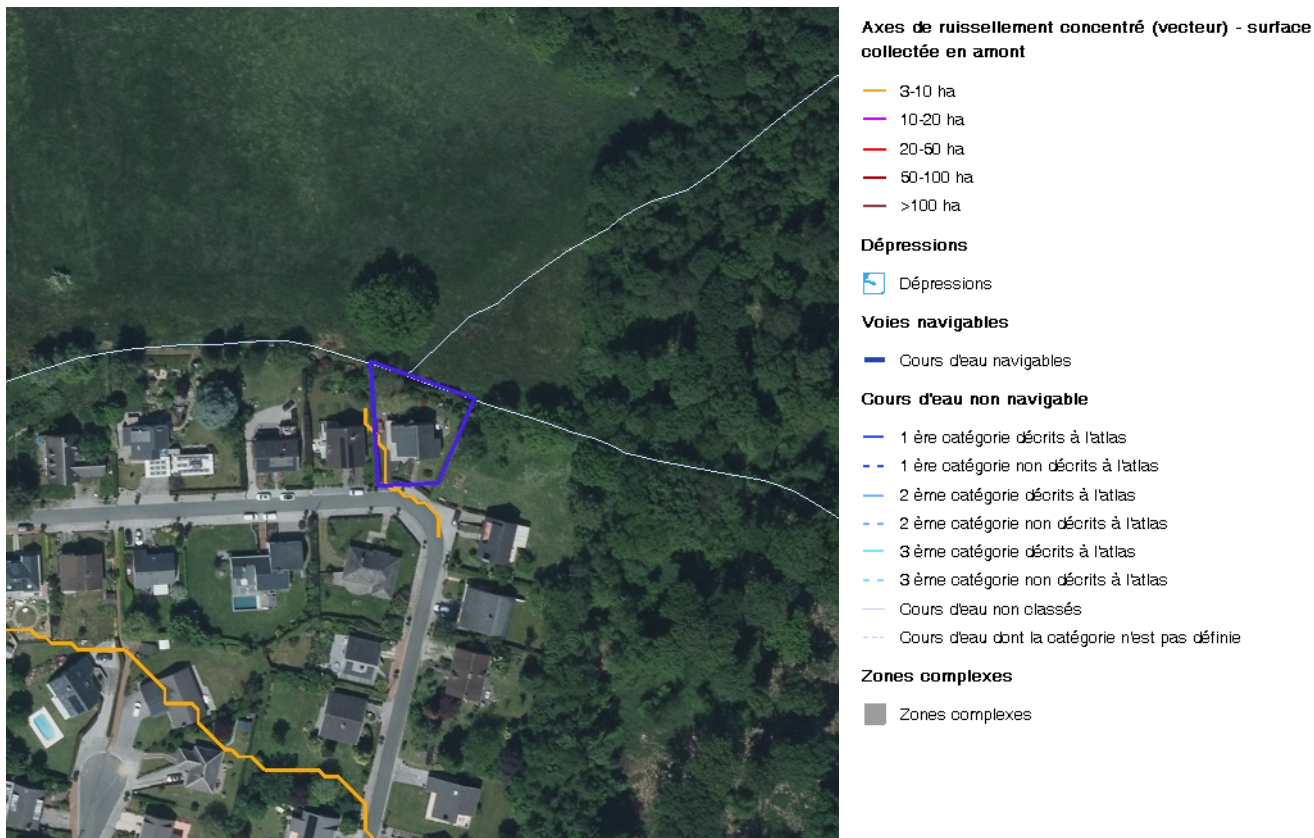 Axes de ruissellement concentré (vecteur) - surface
collectée en amont
3-10 ha
10-20 ha
20-50 ha
50-100 ha
>100 ha
Dépressions
Dépressions
Voies navigables
Cours d'eau navigables
Cours d'eau non navigable
1 ère catégorie décrits à l'atlas
1 ère catégorie non décrits à l'atlas
2 ème catégorie décrits à l'atlas
2 ème catégorie non décrits à l'atlas
3 ème catégorie décrits à l'atlas
3 ème catégorie non décrits à l'atlas
Cours d'eau non classés
Cours d'eau dont la catégorie n'est pas définie
Zones complexes
Zones complexes